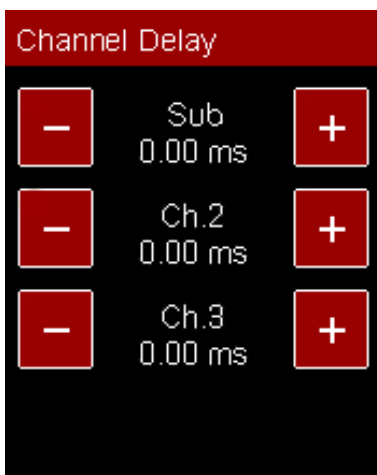 Channel Delay
− Sub +
0.00 ms
− Ch.2 +
0.00 ms
− Ch.3 +
0.00 ms